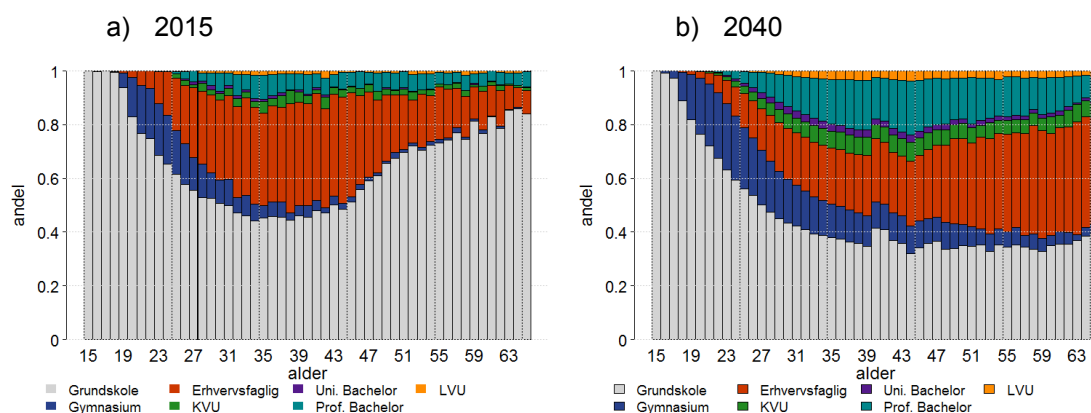 a) 2015
b) 2040
andel
1
0.8
0.6
0.4
0.2
0
15 19 23 27 31 35 39 43 47 51 55 59 63
alder
Grundskole Erhvervsfaglig Uni. Bachelor LVU
Gymnasium KVU Prof. Bachelor
andel
1
0.8
0.6
0.4
0.2
0
15 19 23 27 31 35 39 43 47 51 55 59 63
alder
Grundskole Erhvervsfaglig Uni. Bachelor LVU
Gymnasium KVU Prof. Bachelor